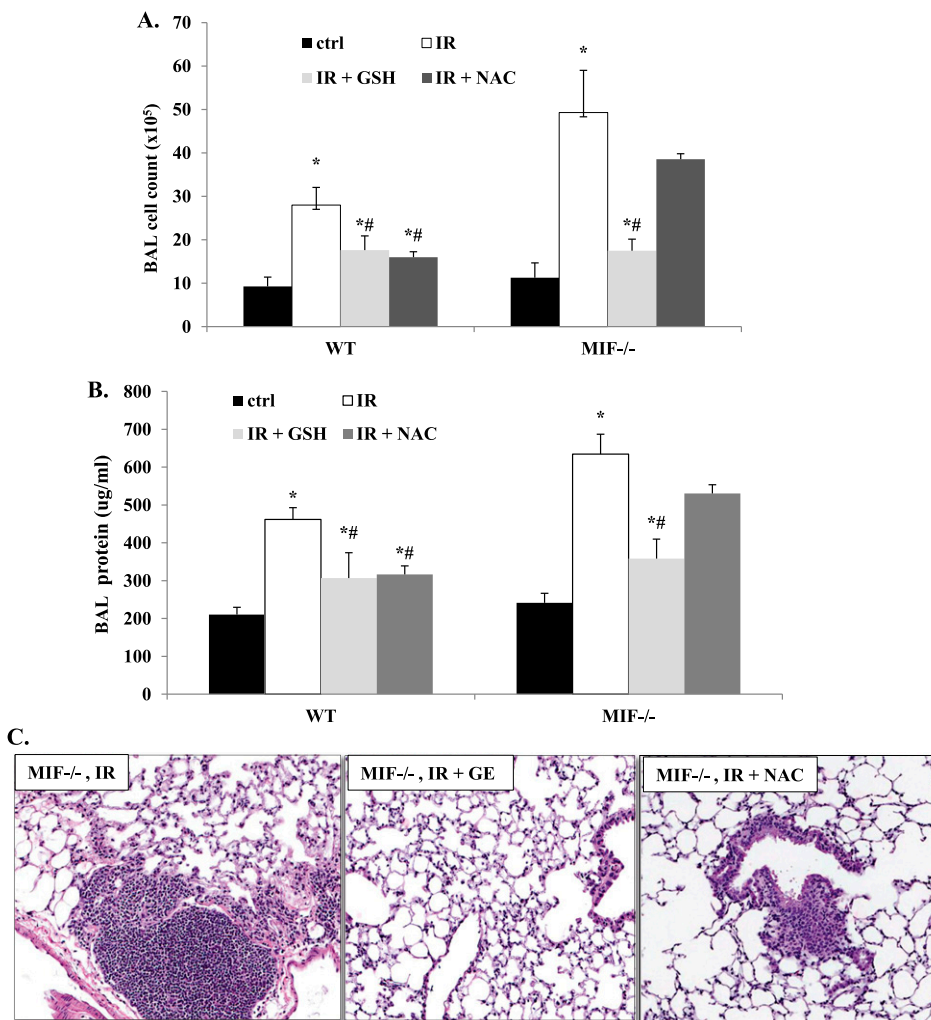 A.
70
60
50
40
30
20
10
0
BAL cell count (x10⁵)
ctrl
IR
IR + GSH
IR + NAC
*
*#
*#
*
*#
WT
MIF-/-
B.
800
700
600
500
400
300
200
100
0
BAL protein (ug/ml)
ctrl
IR
IR + GSH
IR + NAC
*
*#
*#
*
*#
WT
MIF-/-
C.
MIF-/- , IR
MIF-/-, IR + GE
MIF-/-, IR + NAC